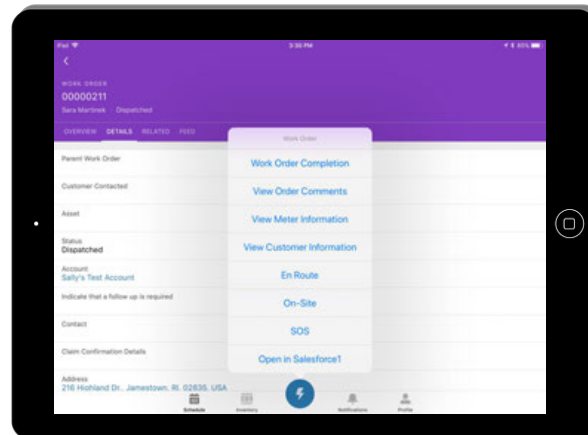 iPad
3:36 PM
85%
WORK ORDER
00000211
Sara Martinek Dispatched
OVERVIEW DETAILS RELATED FEED
Work Order
Work Order Completion
View Order Comments
View Meter Information
View Customer Information
En Route
On-Site
SOS
Open in Salesforce1
Parent Work Order
Customer Contacted
Asset
Status
Dispatched
Account
Sally's Test Account
Indicate that a follow up is required
Contact
Claim Confirmation Details
Address
216 Highland Dr., Jamestown, RI, 02835, USA
Schedule Inventory Notifications Profile